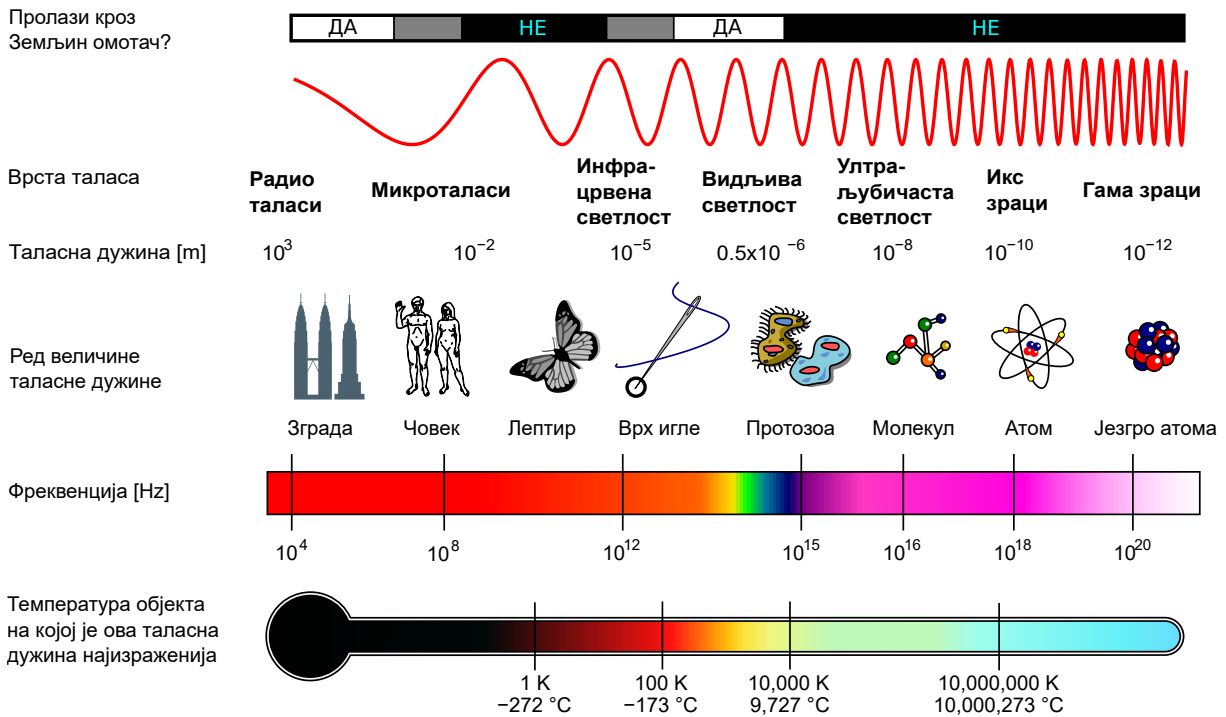 Пролази кроз
Земљин омотач?
ДА НЕ ДА НЕ
Врста таласа
Радио
таласи
Микроталаси
Инфра-
црвена
светлост
Видљива
светлост
Ултра-
љубичаста
светлост
Икс
зраци
Гама зраци
Таласна дужина [m] 10³ 10⁻² 10⁻⁵ 0.5x10⁻⁶ 10⁻⁸ 10⁻¹⁰ 10⁻¹²
Ред величине
таласне дужине
Зграда Човек Лептир Врх игле Протозоа Молекул Атом Језгро атома
Фреквенција [Hz]
10⁴ 10⁸ 10¹² 10¹⁵ 10¹⁶ 10¹⁸ 10²⁰
Температура објекта
на којој је ова таласна
дужина најизраженија
1 K 100 K 10,000 K 10,000,000 K
−272 °C −173 °C 9,727 °C 10,000,273 °C